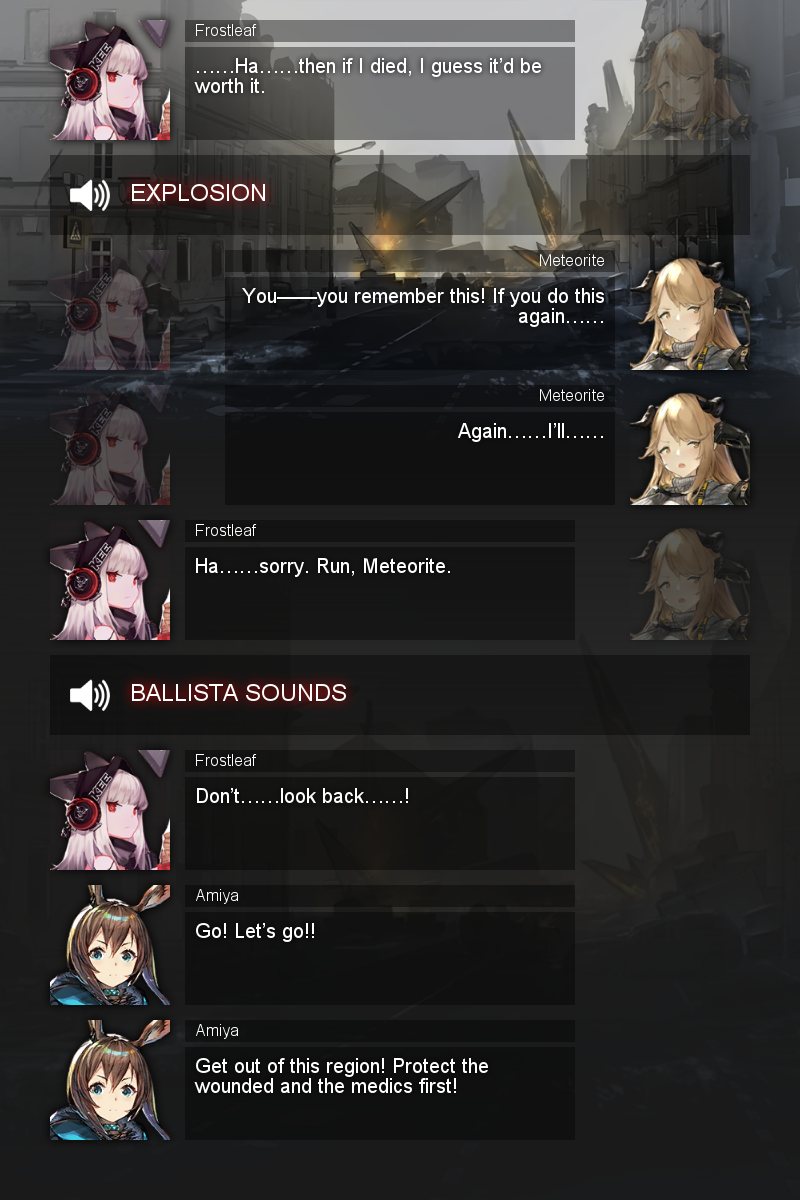 Frostleaf
……Ha……then if I died, I guess it'd be
worth it.
EXPLOSION
Meteorite
You——you remember this! If you do this
again……
Meteorite
Again……I'll……
Frostleaf
Ha……sorry. Run, Meteorite.
BALLISTA SOUNDS
Frostleaf
Don't……look back……!
Amiya
Go! Let's go!!
Amiya
Get out of this region! Protect the
wounded and the medics first!